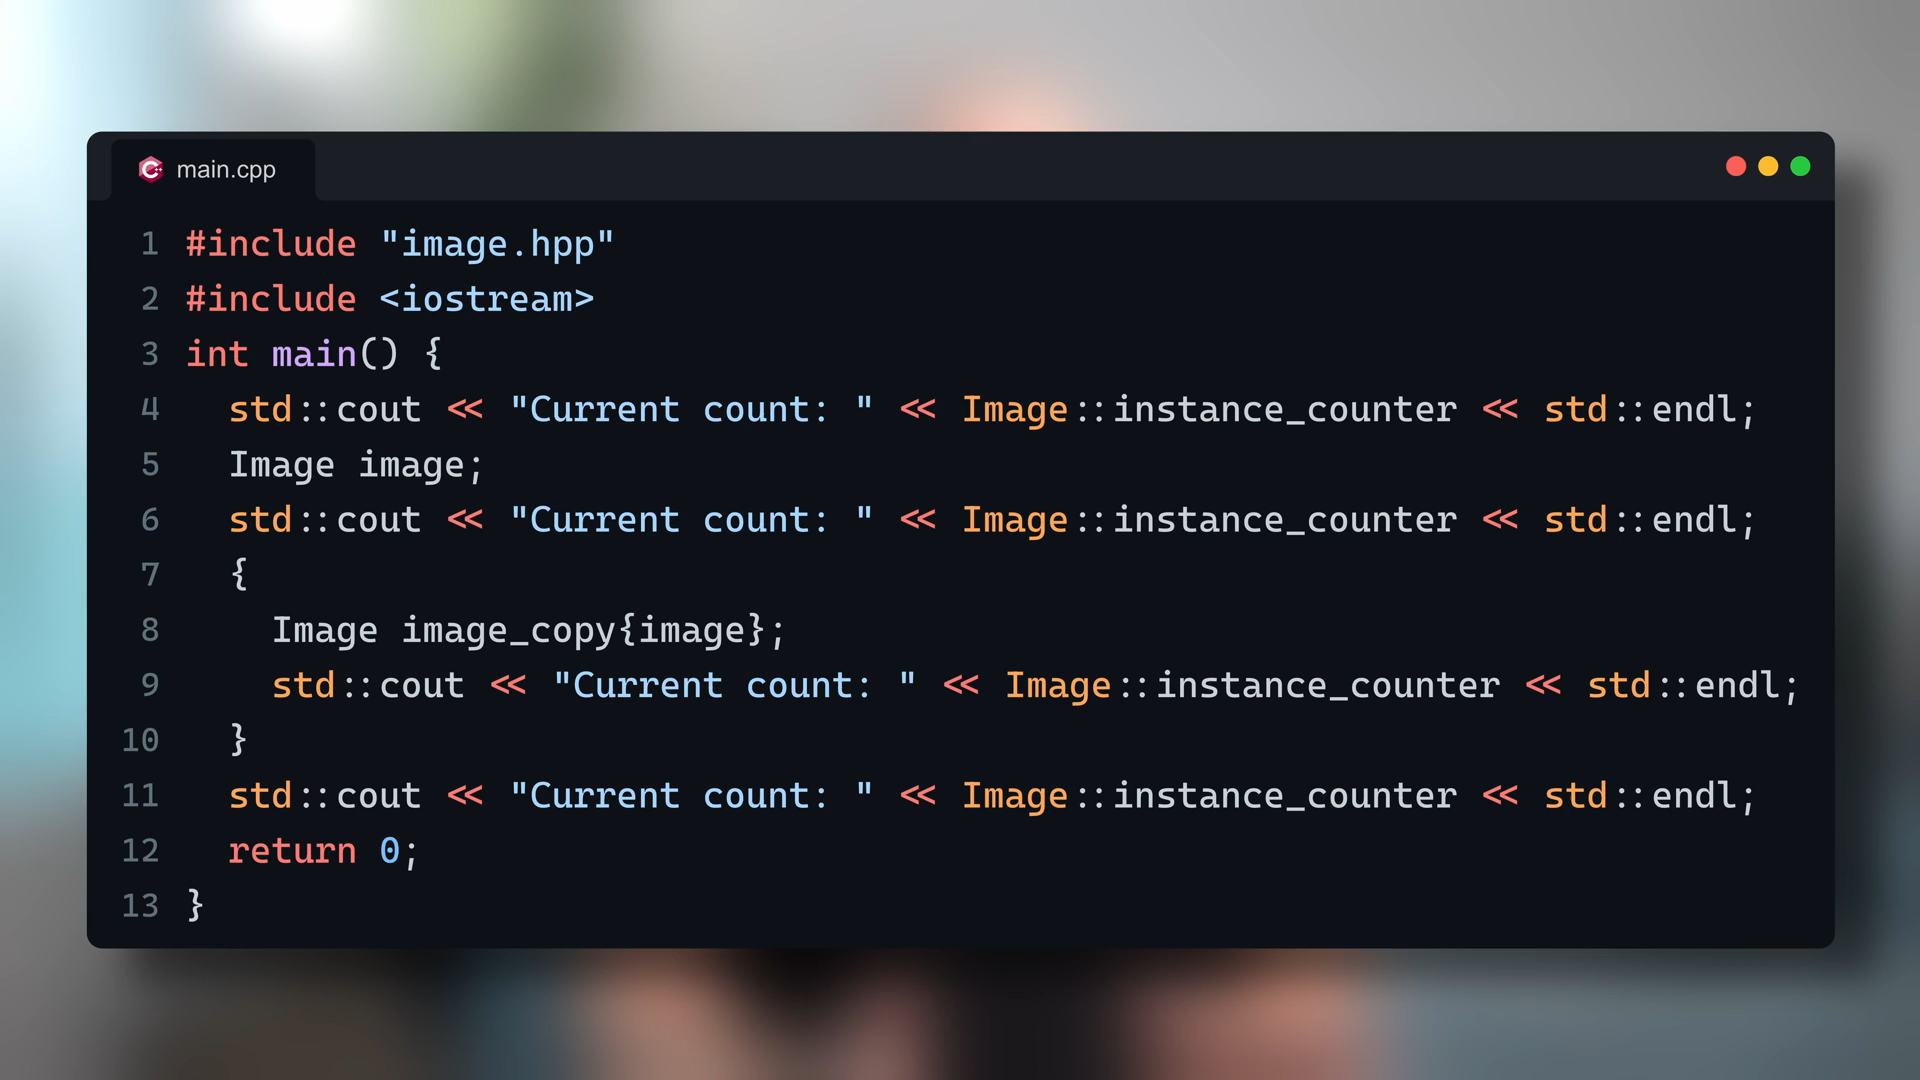 main.cpp
1 #include "image.hpp"
2 #include <iostream>
3 int main() {
4   std::cout << "Current count: " << Image::instance_counter << std::endl;
5   Image image;
6   std::cout << "Current count: " << Image::instance_counter << std::endl;
7   {
8     Image image_copy{image};
9     std::cout << "Current count: " << Image::instance_counter << std::endl;
10   }
11   std::cout << "Current count: " << Image::instance_counter << std::endl;
12   return 0;
13 }